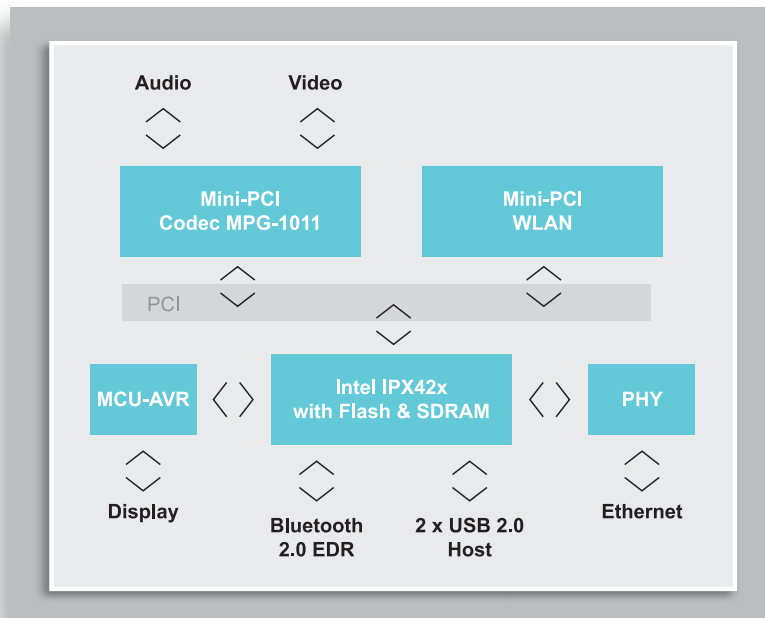 Audio
Video
Mini-PCI
Codec MPG-1011
Mini-PCI
WLAN
PCI
MCU-AVR
Intel IPX42x
with Flash & SDRAM
PHY
Display
Bluetooth
2.0 EDR
2 x USB 2.0
Host
Ethernet